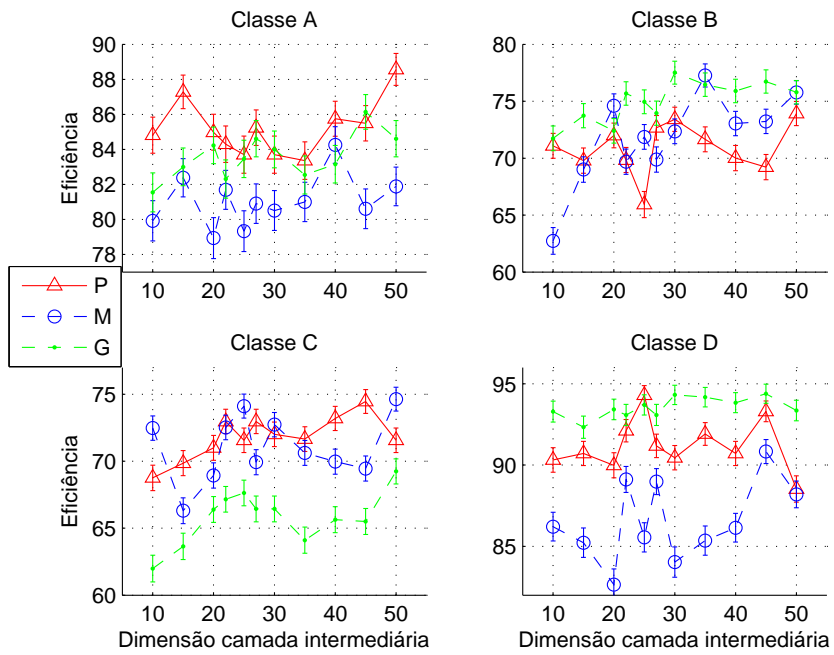 Classe A
Eficiência
90
88
86
84
82
80
78
10 20 30 40 50
Classe B
80
75
70
65
60
10 20 30 40 50
P
M
G
Classe C
Eficiência
75
70
65
60
10 20 30 40 50
Dimensão camada intermediária
Classe D
95
90
85
10 20 30 40 50
Dimensão camada intermediária